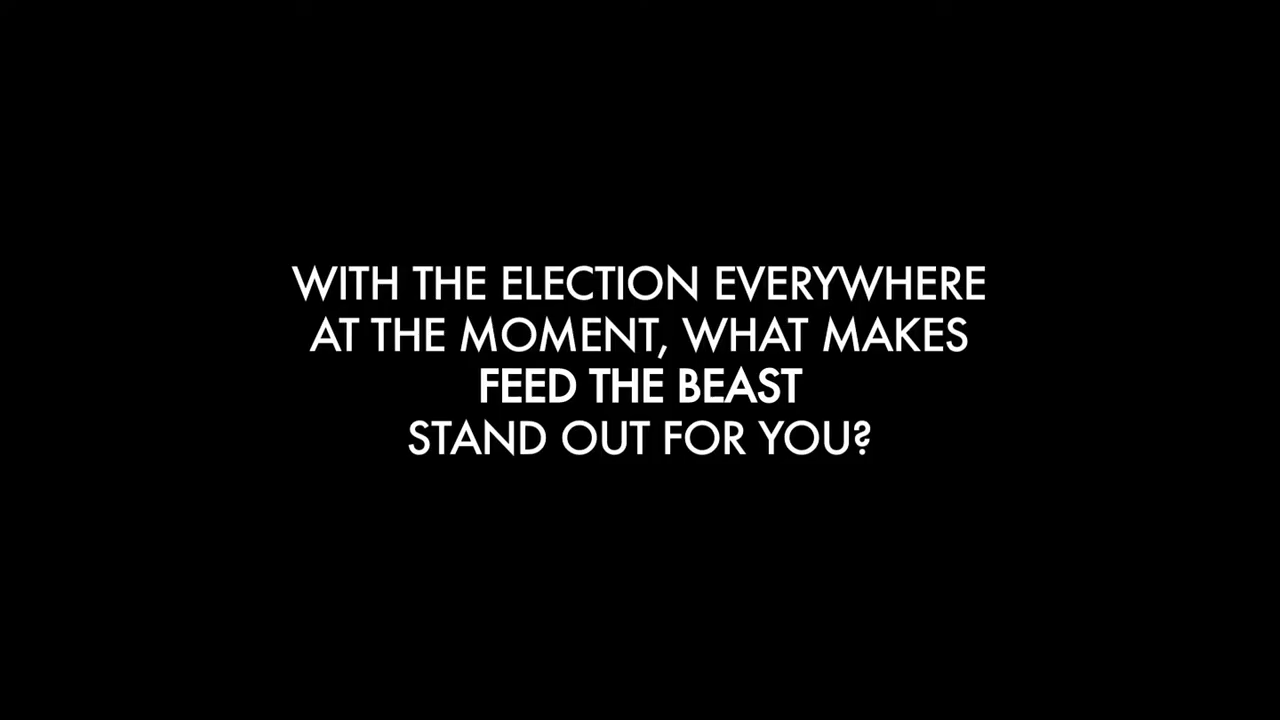 WITH THE ELECTION EVERYWHERE
AT THE MOMENT, WHAT MAKES
FEED THE BEAST
STAND OUT FOR YOU?